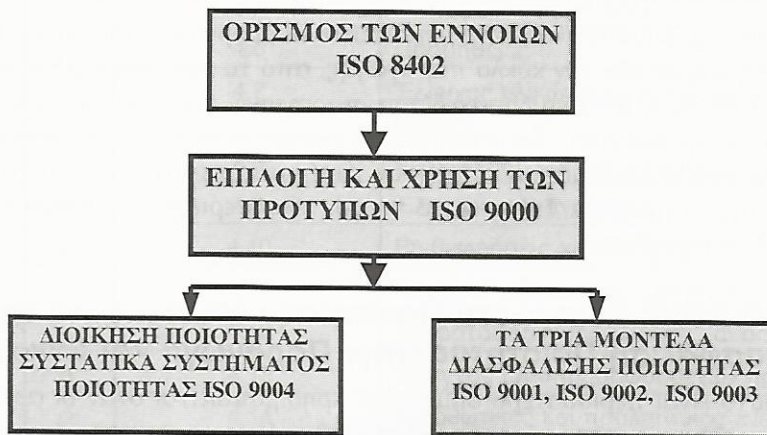 ΟΡΙΣΜΟΣ ΤΩΝ ΕΝΝΟΙΩΝ
ISO 8402
ΕΠΙΛΟΓΗ ΚΑΙ ΧΡΗΣΗ ΤΩΝ
ΠΡΟΤΥΠΩΝ ISO 9000
ΔΙΟΙΚΗΣΗ ΠΟΙΟΤΗΤΑΣ
ΣΥΣΤΑΤΙΚΑ ΣΥΣΤΗΜΑΤΟΣ
ΠΟΙΟΤΗΤΑΣ ISO 9004
ΤΑ ΤΡΙΑ ΜΟΝΤΕΛΑ
ΔΙΑΣΦΑΛΙΣΗΣ ΠΟΙΟΤΗΤΑΣ
ISO 9001, ISO 9002, ISO 9003